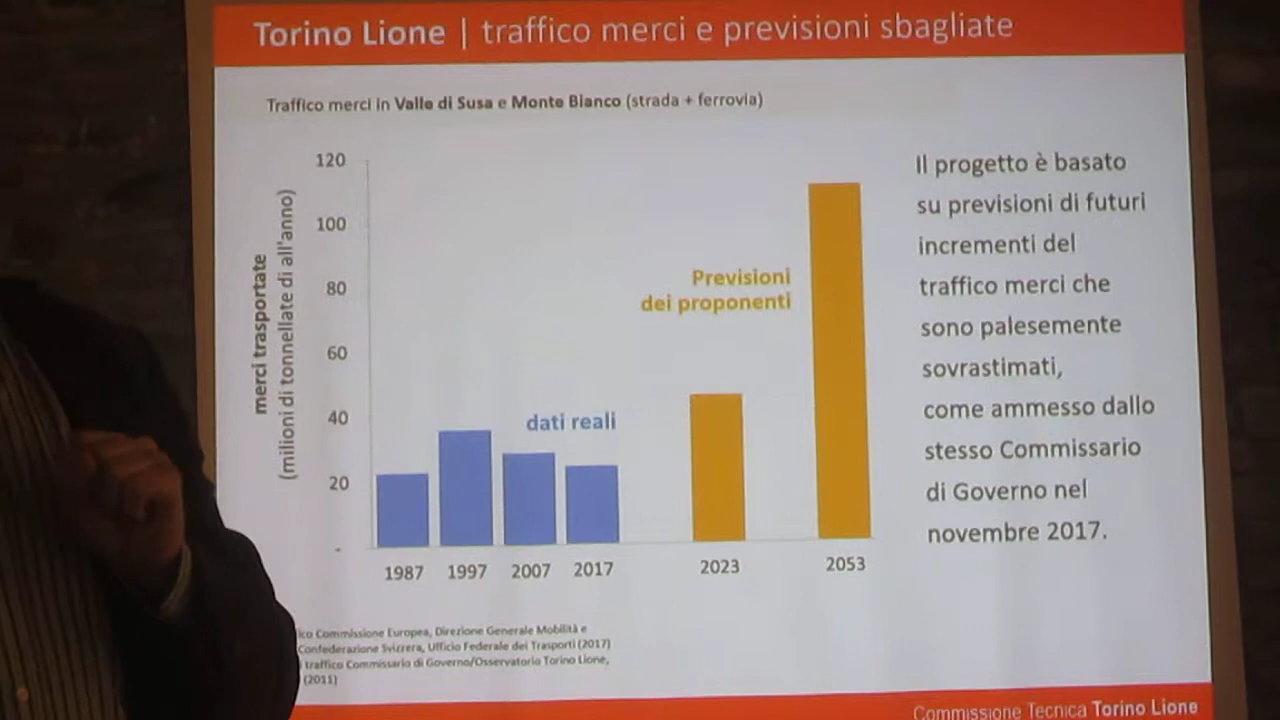 Torino Lione | traffico merci e previsioni sbagliate
Traffico merci in Valle di Susa e Monte Bianco (strada + ferrovia)
merci trasportate
(milioni di tonnellate di all'anno)
120
100
80
60
40
20
-
dati reali
Previsioni
dei proponenti
1987 1997 2007 2017 2023 2053
Il progetto è basato
su previsioni di futuri
incrementi del
traffico merci che
sono palesemente
sovrastimati,
come ammesso dallo
stesso Commissario
di Governo nel
novembre 2017.
Commissione Europea, Direzione Generale Mobilità e
Confederazione Svizzera, Ufficio Federale dei Trasporti (2017)
traffico Commissario di Governo/Osservatorio Torino Lione,
(2011)
Commissione Tecnica Torino Lione